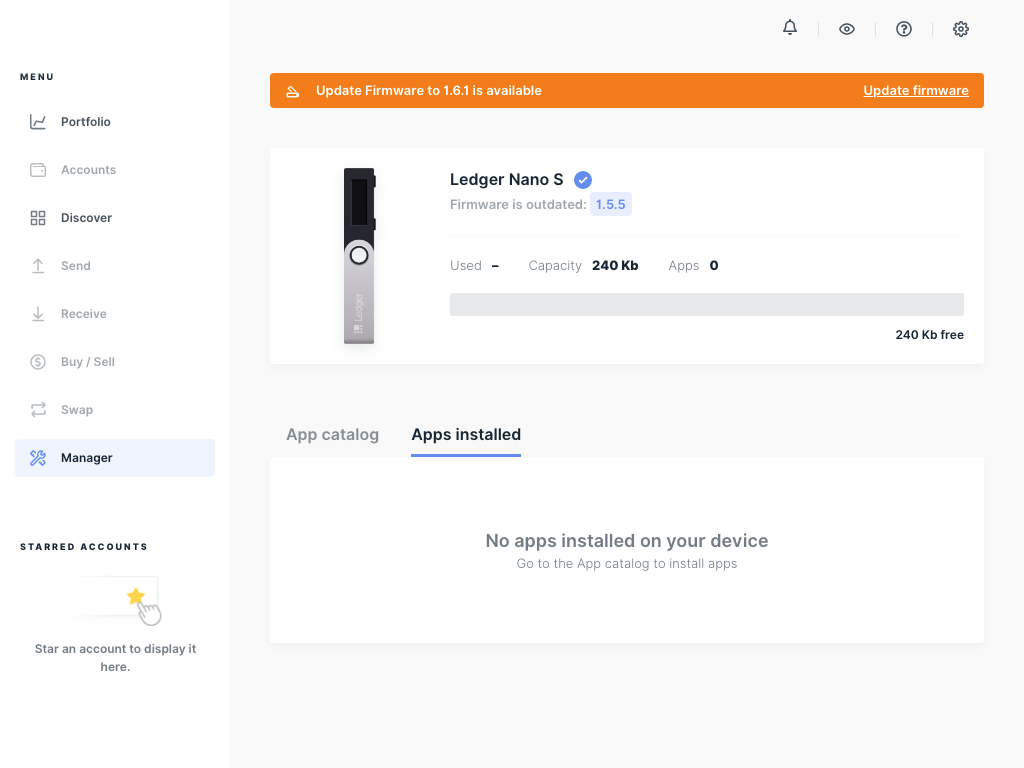 MENU
Portfolio
Accounts
Discover
Send
Receive
Buy / Sell
Swap
Manager
STARRED ACCOUNTS
Star an account to display it
here.
Update Firmware to 1.6.1 is available
Update firmware
Ledger
Ledger Nano S
Firmware is outdated: 1.5.5
Used – Capacity 240 Kb Apps 0
240 Kb free
App catalog Apps installed
No apps installed on your device
Go to the App catalog to install apps